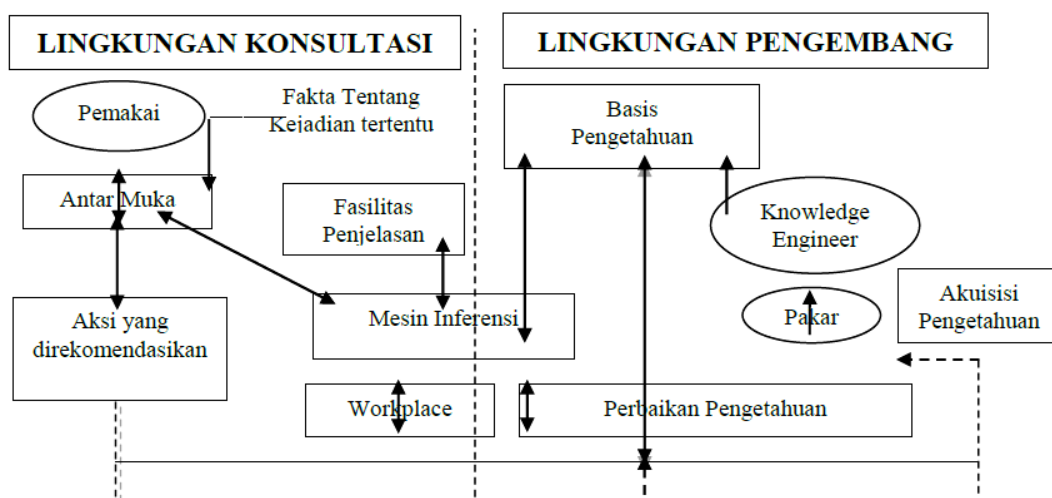 LINGKUNGAN KONSULTASI
LINGKUNGAN PENGEMBANG
Pemakai
Fakta Tentang
Kejadian tertentu
Basis
Pengetahuan
Antar Muka
Fasilitas
Penjelasan
Knowledge
Engineer
Aksi yang
direkomendasikan
Mesin Inferensi
Pakar
Akuisisi
Pengetahuan
Workplace
Perbaikan Pengetahuan